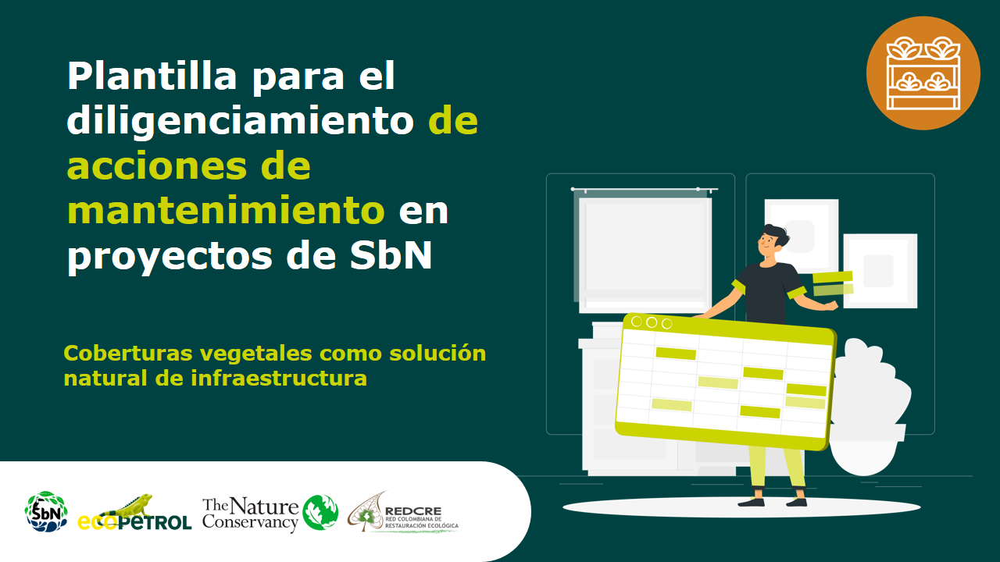 Plantilla para el
diligenciamiento de
acciones de
mantenimiento en
proyectos de SbN
Coberturas vegetales como solución
natural de infraestructura
SbN
ecoPETROL
The Nature
Conservancy
REDCRE
RED COLOMBIANA DE
RESTAURACIÓN ECOLÓGICA